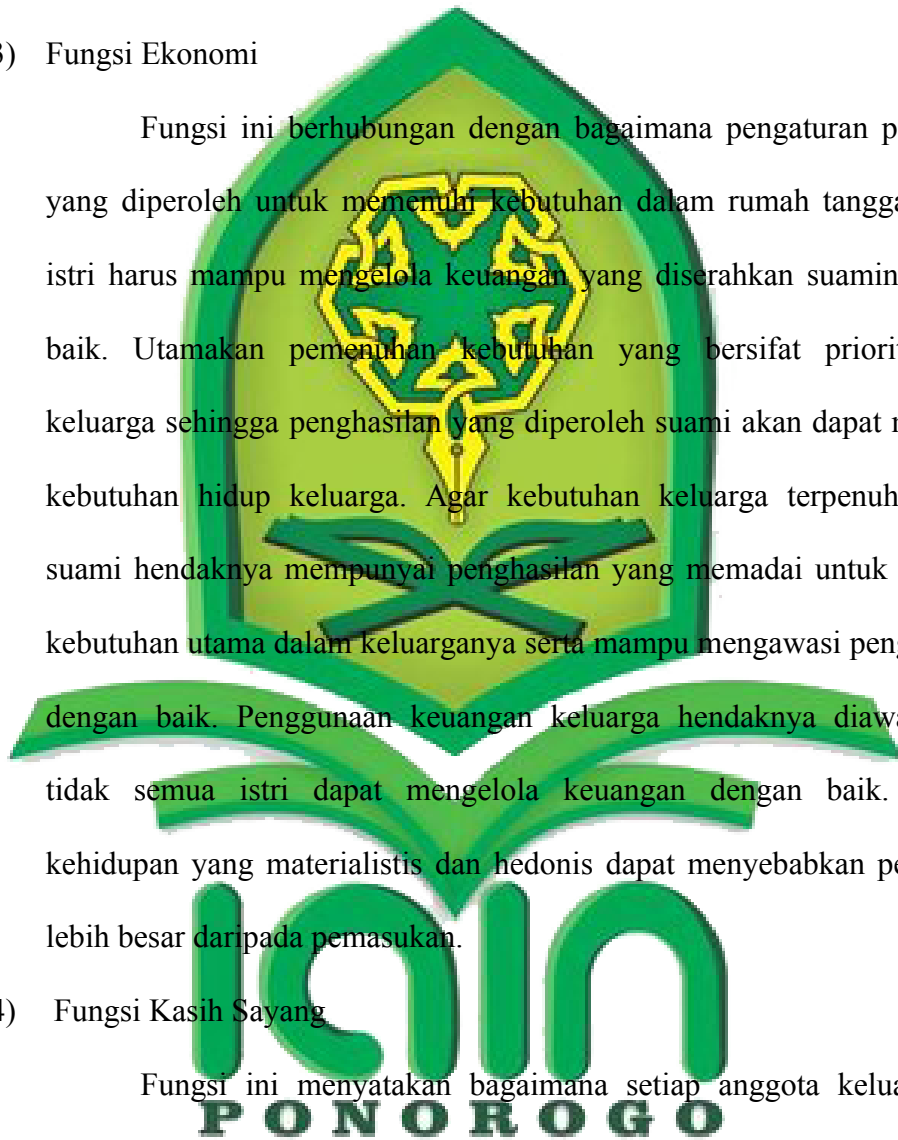 3) Fungsi Ekonomi
Fungsi ini berhubungan dengan bagaimana pengaturan p
yang diperoleh untuk memenuhi kebutuhan dalam rumah tangga
istri harus mampu mengelola keuangan yang diserahkan suamin
baik. Utamakan pemenuhan kebutuhan yang bersifat priorit
keluarga sehingga penghasilan yang diperoleh suami akan dapat
kebutuhan hidup keluarga. Agar kebutuhan keluarga terpenuh
suami hendaknya mempunyai penghasilan yang memadai untuk
kebutuhan utama dalam keluarganya serta mampu mengawasi peng
dengan baik. Penggunaan keuangan keluarga hendaknya diawa
tidak semua istri dapat mengelola keuangan dengan baik.
kehidupan yang materialistis dan hedonis dapat menyebabkan pe
lebih besar daripada pemasukan.
4) Fungsi Kasih Sayang
Fungsi ini menyatakan bagaimana setiap anggota kelua
iain
PONOROGO